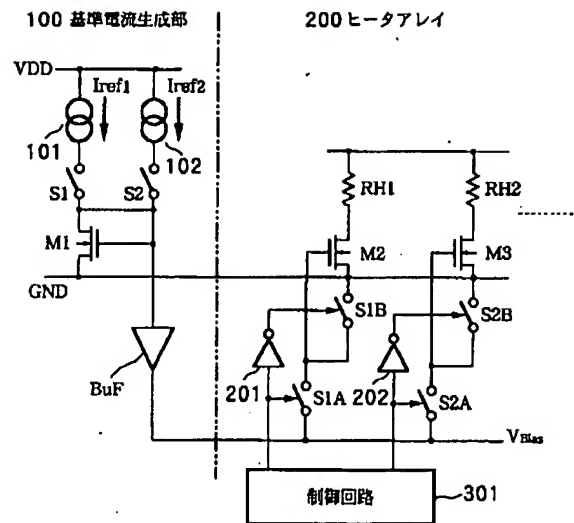 100 基準電流生成部
200 ヒータアレイ
VDD
Iref1
Iref2
101
102
S1
S2
RH1
RH2
M1
M2
M3
GND
S1B
S2B
BuF
201
S1A
202
S2A
VBias
制御回路
301